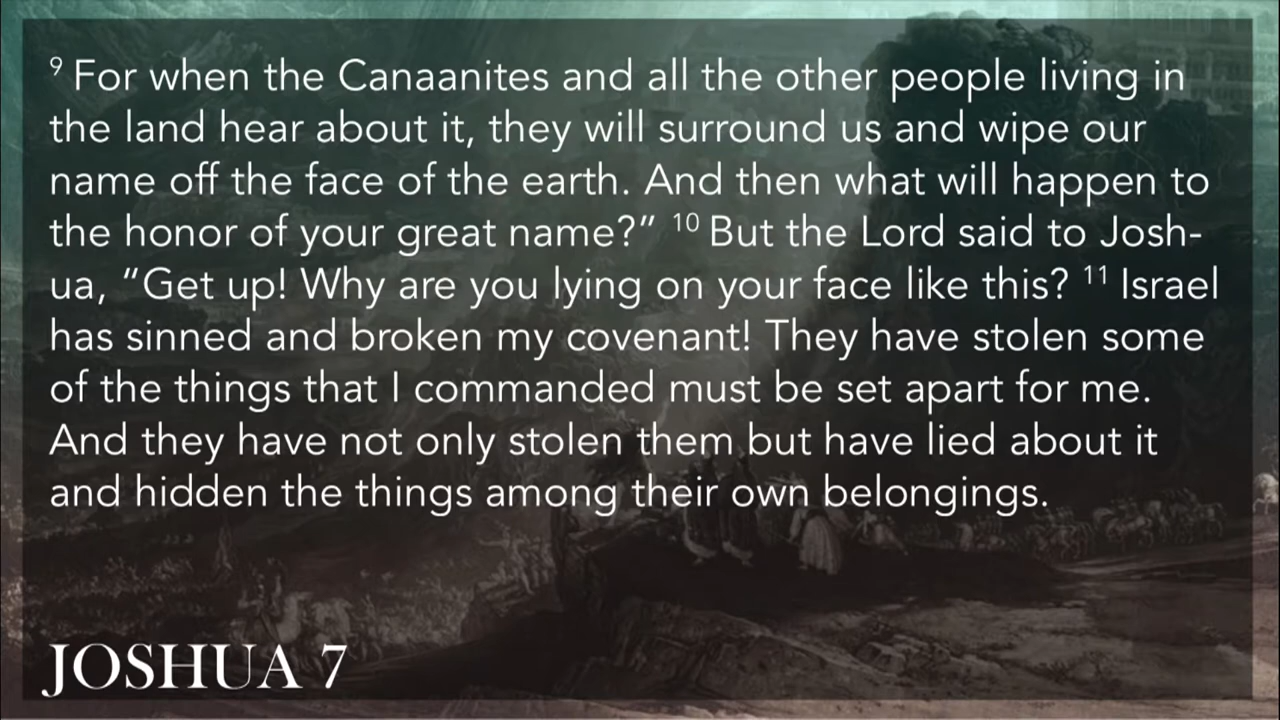 ⁹ For when the Canaanites and all the other people living in
the land hear about it, they will surround us and wipe our
name off the face of the earth. And then what will happen to
the honor of your great name?” ¹⁰ But the Lord said to Josh-
ua, “Get up! Why are you lying on your face like this? ¹¹ Israel
has sinned and broken my covenant! They have stolen some
of the things that I commanded must be set apart for me.
And they have not only stolen them but have lied about it
and hidden the things among their own belongings.
JOSHUA 7